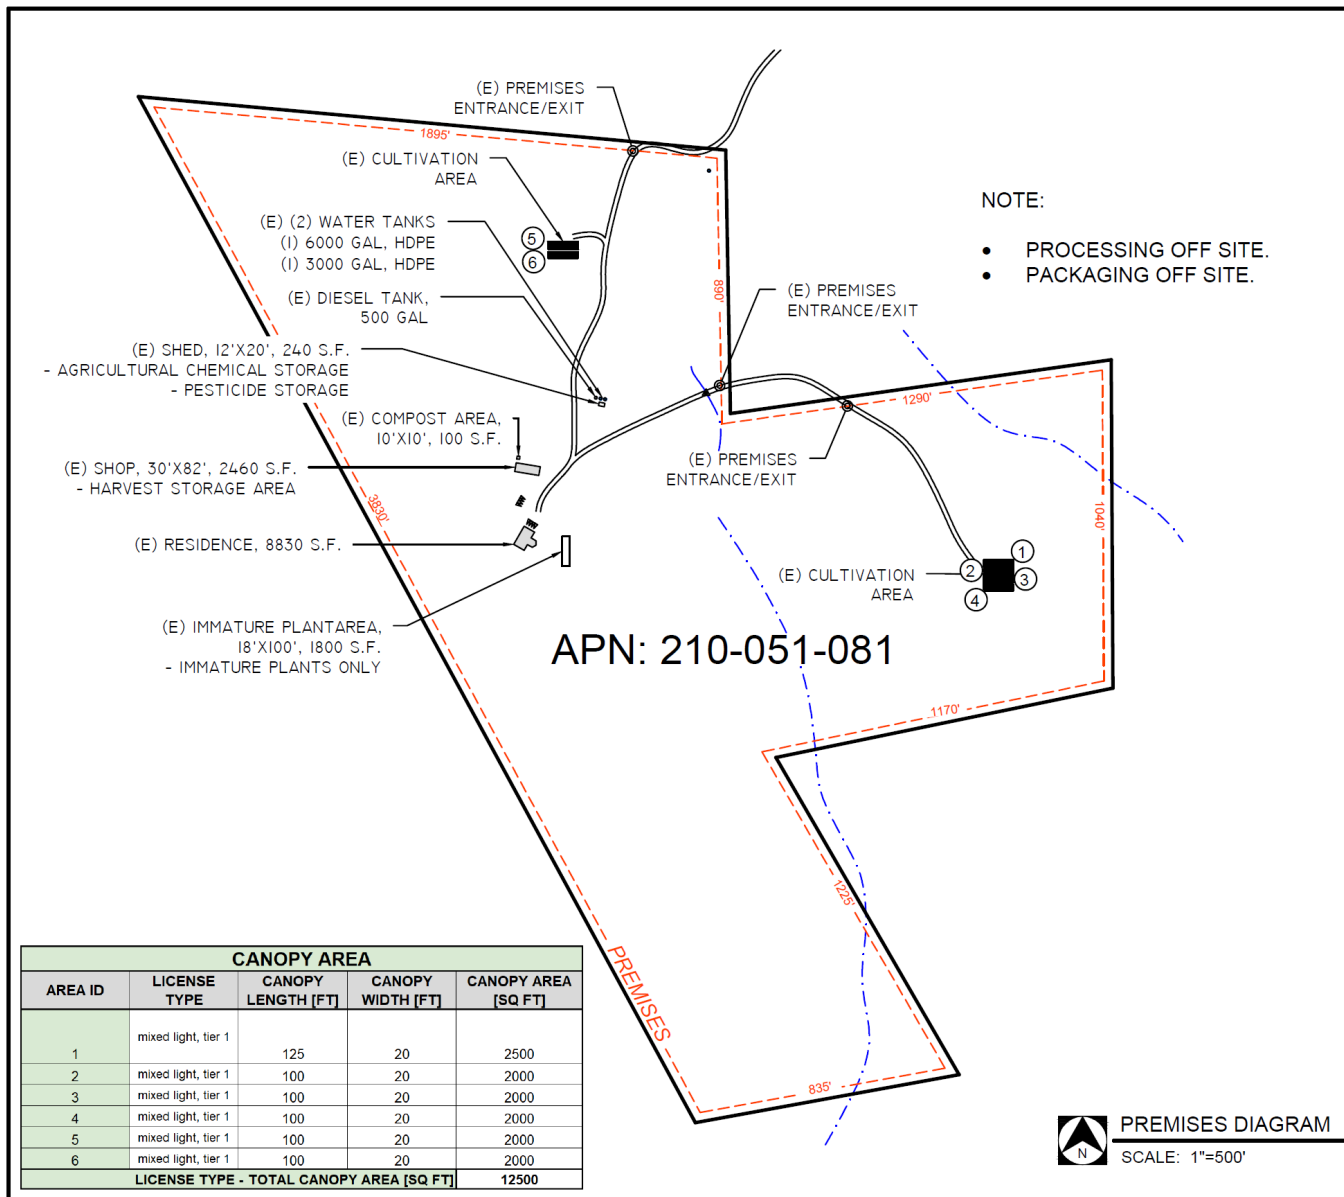 (E) PREMISES
ENTRANCE/EXIT
1895'
(E) CULTIVATION
AREA
NOTE:
(E) (2) WATER TANKS
(1) 6000 GAL, HDPE
(1) 3000 GAL, HDPE
5
6
• PROCESSING OFF SITE.
• PACKAGING OFF SITE.
(E) DIESEL TANK,
500 GAL
890'
(E) PREMISES
ENTRANCE/EXIT
(E) SHED, 12'X20', 240 S.F.
- AGRICULTURAL CHEMICAL STORAGE
- PESTICIDE STORAGE
1290'
(E) COMPOST AREA,
10'X10', 100 S.F.
(E) PREMISES
ENTRANCE/EXIT
(E) SHOP, 30'X82', 2460 S.F.
- HARVEST STORAGE AREA
3830'
1040'
(E) RESIDENCE, 8830 S.F.
(E) CULTIVATION
AREA
1
2
3
4
(E) IMMATURE PLANTAREA,
18'X100', 1800 S.F.
- IMMATURE PLANTS ONLY
APN: 210-051-081
1170'
1225'
PREMISES
835'
CANOPY AREA
AREA ID LICENSE TYPE CANOPY LENGTH [FT] CANOPY WIDTH [FT] CANOPY AREA [SQ FT]
1 mixed light, tier 1 125 20 2500
2 mixed light, tier 1 100 20 2000
3 mixed light, tier 1 100 20 2000
4 mixed light, tier 1 100 20 2000
5 mixed light, tier 1 100 20 2000
6 mixed light, tier 1 100 20 2000
LICENSE TYPE - TOTAL CANOPY AREA [SQ FT] 12500
N
PREMISES DIAGRAM
SCALE: 1"=500'